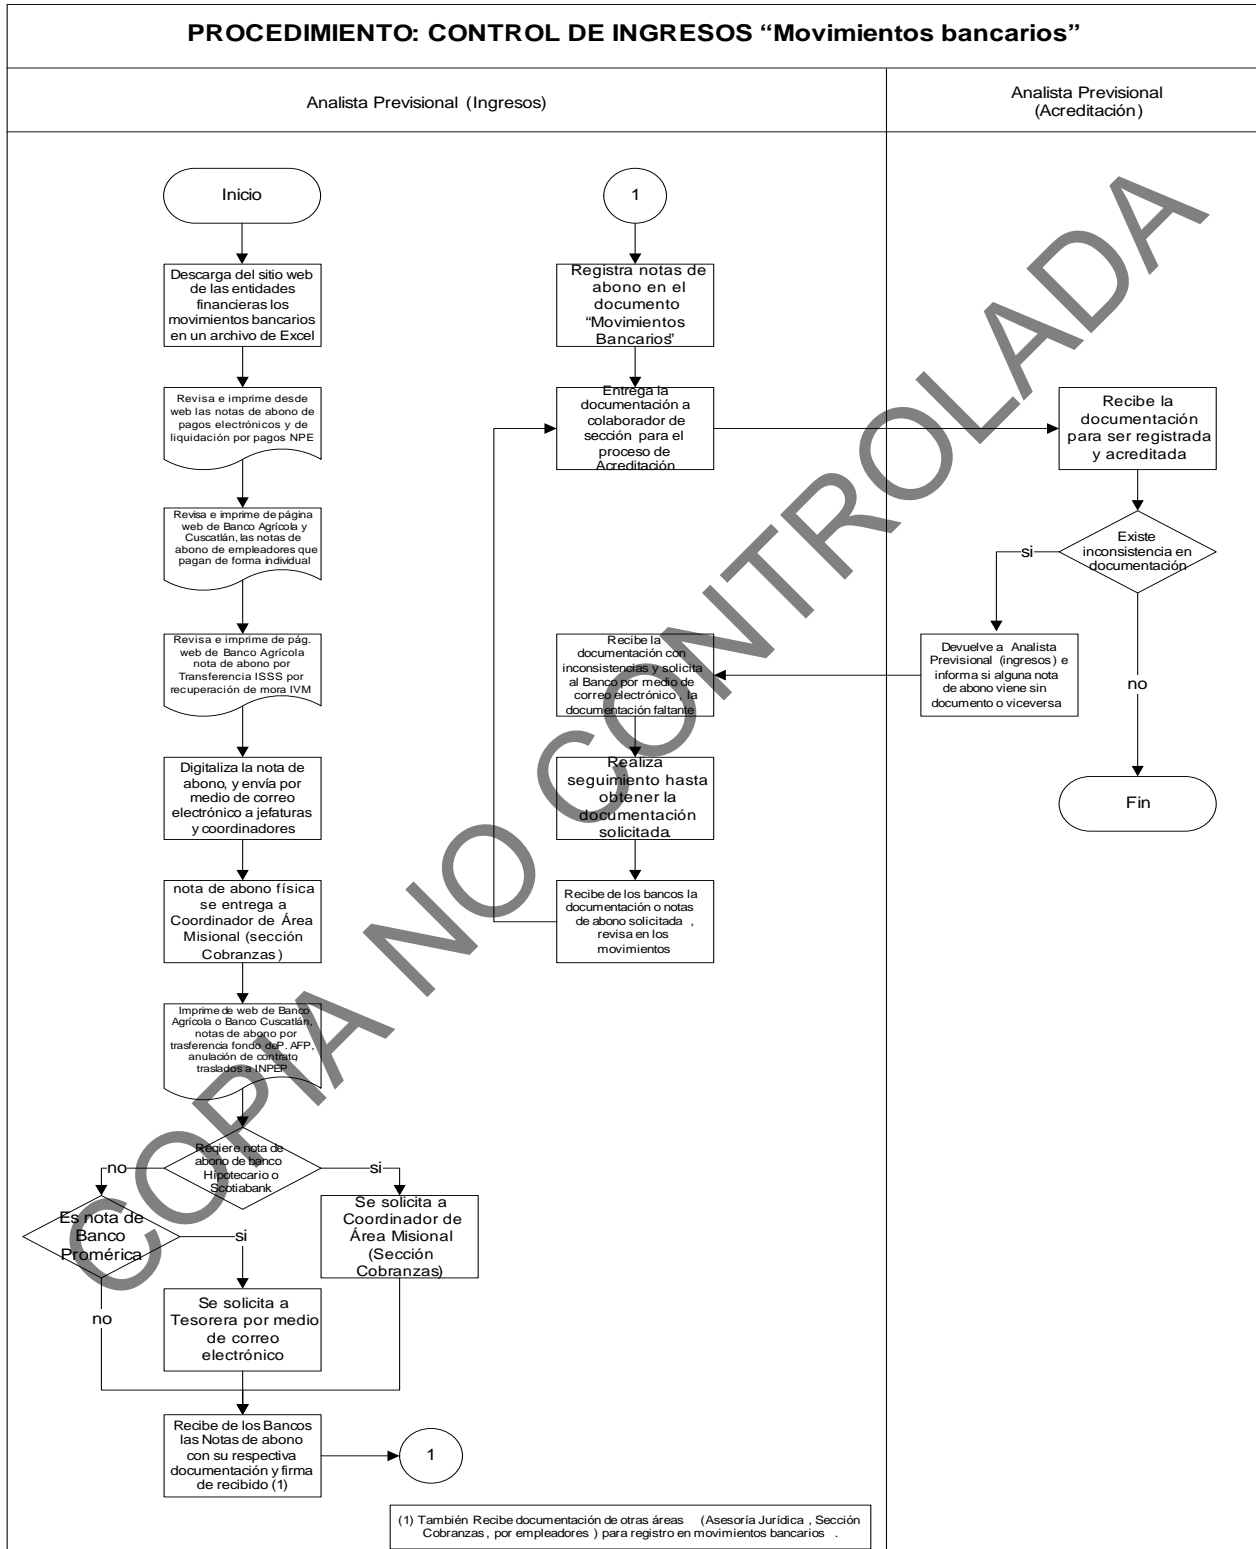 PROCEDIMIENTO: CONTROL DE INGRESOS “Movimientos bancarios”
Analista Previsional (Ingresos)
Analista Previsional
(Acreditación)
Inicio
Descarga del sitio web
de las entidades
financieras los
movimientos bancarios
en un archivo de Excel
Revisa e imprime desde
web las notas de abono de
pagos electrónicos y de
liquidación por pagos NPE
Revisa e imprime de página
web de Banco Agrícola y
Cuscatlán, las notas de
abono de empleadores que
pagan de forma individual
Revisa e imprime de pág.
web de Banco Agrícola
nota de abono por
Transferencia ISSS por
recuperación de mora IVM
Digitaliza la nota de
abono, y envía por
medio de correo
electrónico a jefaturas
y coordinadores
nota de abono física
se entrega a
Coordinador de Área
Misional (sección
Cobranzas)
Imprime de web de Banco
Agrícola o Banco Cuscatlán,
notas de abono por
trasferencia fondo de P. AFP,
anulación de contrato,
traslados a INPEP
Reqiere nota de
abono de banco
Hipotecario o
Scotiabank
no
si
Es nota de
Banco
Promérica
si
no
Se solicita a
Coordinador de
Área Misional
(Sección
Cobranzas)
Se solicita a
Tesorera por medio
de correo
electrónico
Recibe de los Bancos
las Notas de abono
con su respectiva
documentación y firma
de recibido (1)
1
1
Registra notas de
abono en el
documento
“Movimientos
Bancarios”
Entrega la
documentación a
colaborador de
sección para el
proceso de
Acreditación
Recibe la
documentación con
inconsistencias y solicita
al Banco por medio de
correo electrónico , la
documentación faltante
Realiza
seguimiento hasta
obtener la
documentación
solicitada.
Recibe de los bancos la
documentación o notas
de abono solicitada ,
revisa en los
movimientos
Recibe la
documentación
para ser registrada
y acreditada
Existe
inconsistencia en
documentación
si
no
Devuelve a Analista
Previsional (ingresos) e
informa si alguna nota
de abono viene sin
documento o viceversa
Fin
(1) También Recibe documentación de otras áreas (Asesoría Jurídica , Sección
Cobranzas , por empleadores ) para registro en movimientos bancarios .
COPIA NO CONTROLADA